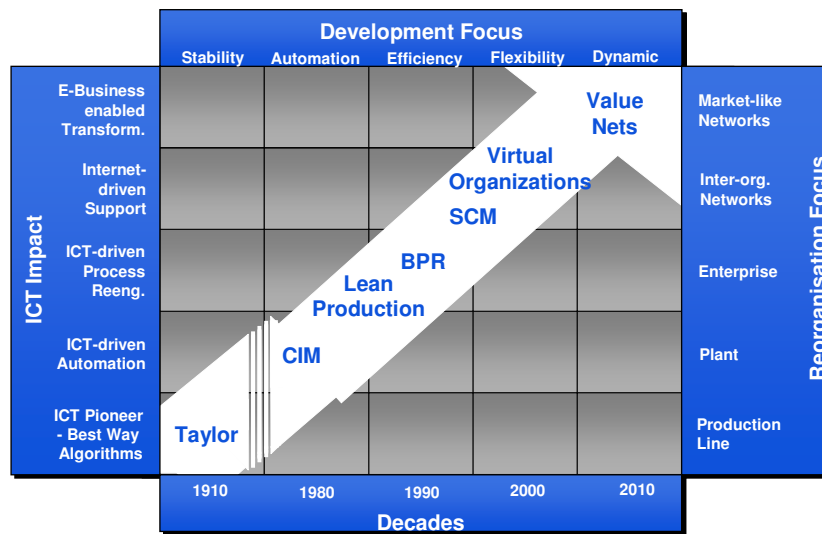 Development Focus
Stability Automation Efficiency Flexibility Dynamic
E-Business
enabled
Transform.
Internet-
driven
Support
ICT-driven
Process
Reeng.
ICT-driven
Automation
ICT Pioneer
- Best Way
Algorithms
ICT Impact
Value
Nets
Virtual
Organizations
SCM
BPR
Lean
Production
CIM
Taylor
Market-like
Networks
Inter-org.
Networks
Enterprise
Plant
Production
Line
Reorganisation Focus
1910 1980 1990 2000 2010
Decades